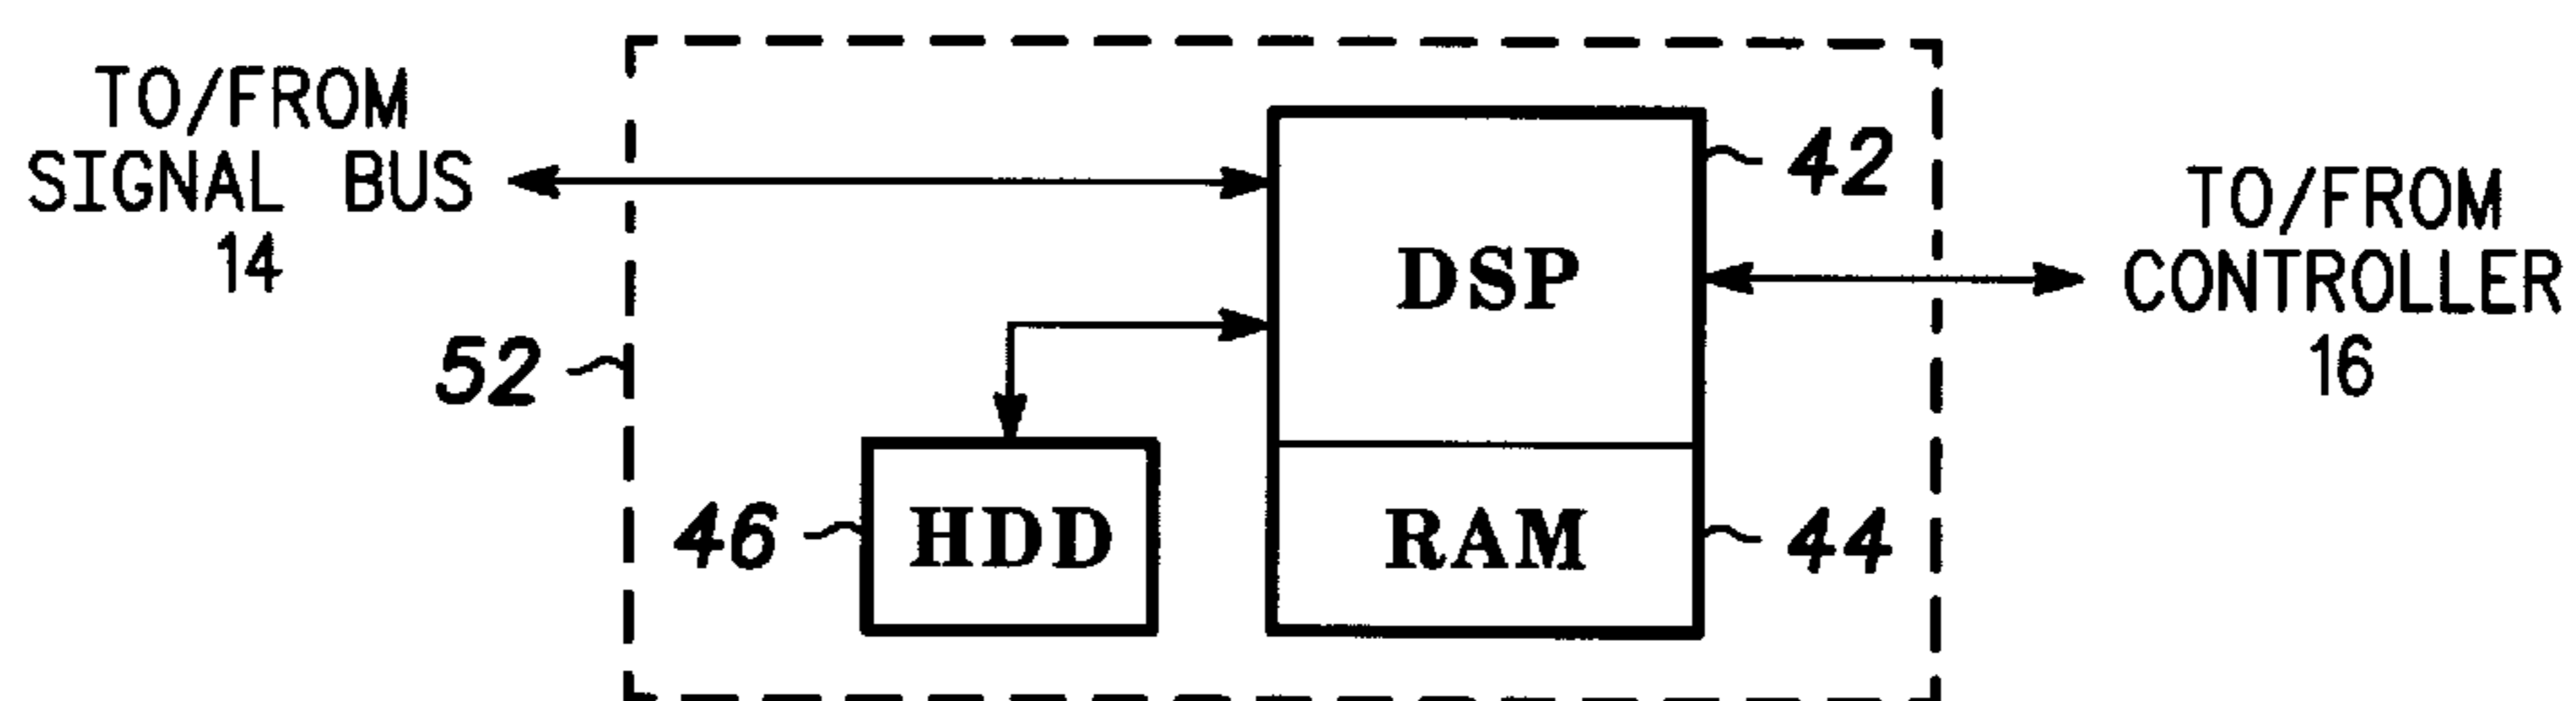 TO/FROM
SIGNAL BUS
14
42
DSP
TO/FROM
CONTROLLER
16
52
46
HDD
RAM
44